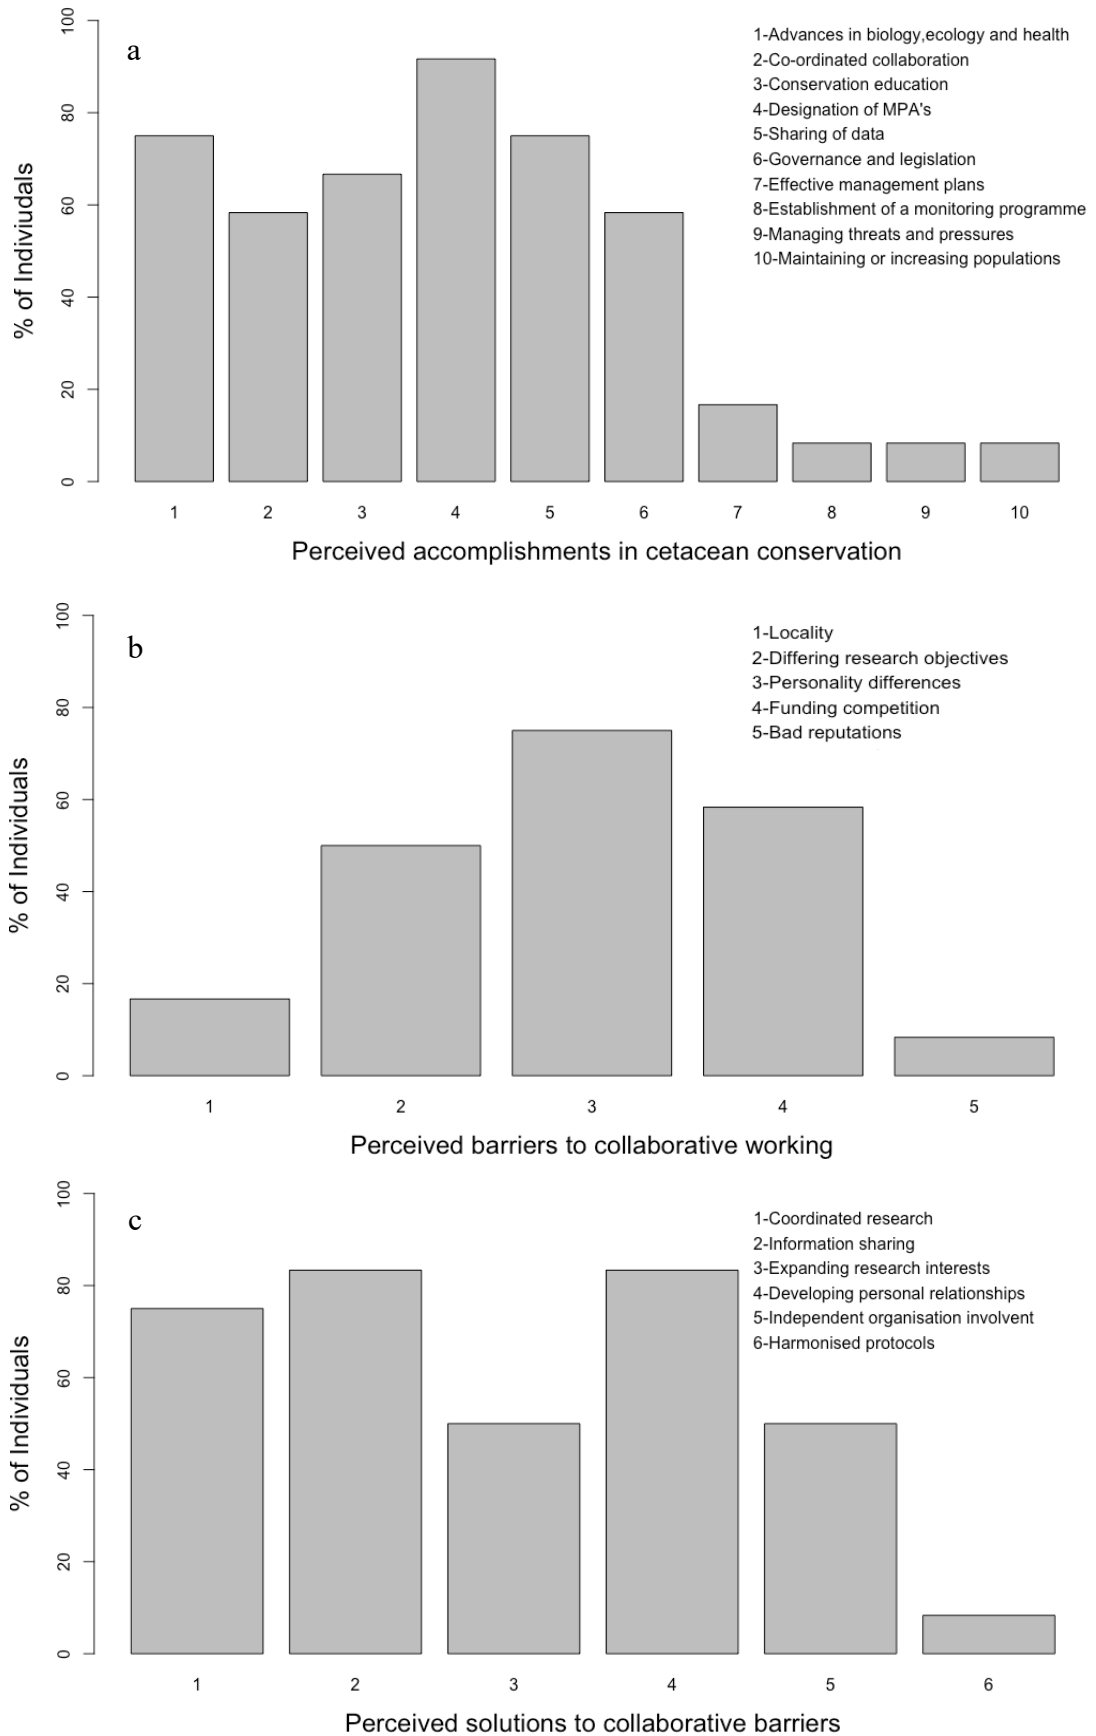 a
1-Advances in biology,ecology and health
2-Co-ordinated collaboration
3-Conservation education
4-Designation of MPA's
5-Sharing of data
6-Governance and legislation
7-Effective management plans
8-Establishment of a monitoring programme
9-Managing threats and pressures
10-Maintaining or increasing populations
% of Indiviudals
100
80
60
40
20
0
1 2 3 4 5 6 7 8 9 10
Perceived accomplishments in cetacean conservation
b
1-Locality
2-Differing research objectives
3-Personality differences
4-Funding competition
5-Bad reputations
% of Individuals
100
80
60
40
20
0
1 2 3 4 5
Perceived barriers to collaborative working
c
1-Coordinated research
2-Information sharing
3-Expanding research interests
4-Developing personal relationships
5-Independent organisation involvent
6-Harmonised protocols
% of Individuals
100
80
60
40
20
0
1 2 3 4 5 6
Perceived solutions to collaborative barriers